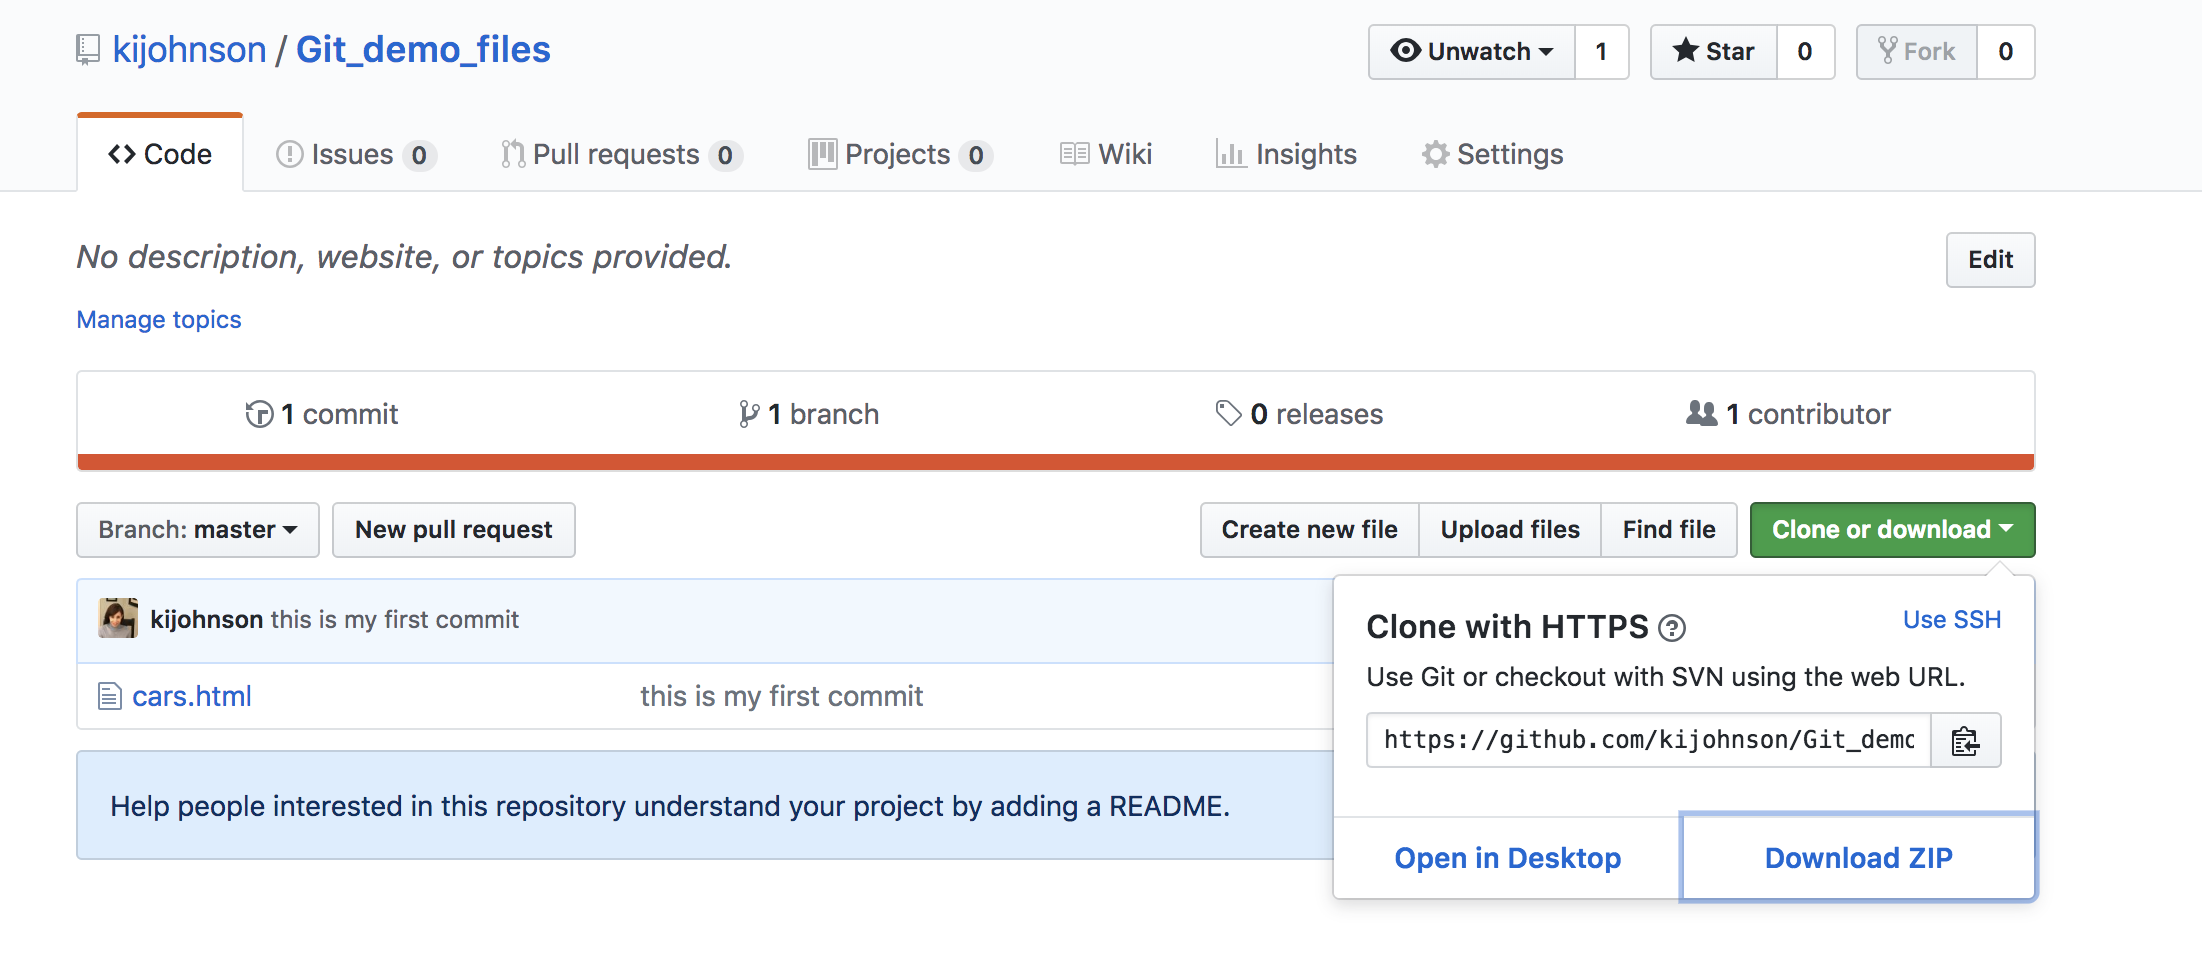 kijohnson / Git_demo_files
Unwatch 1 Star 0 Fork 0
Code Issues 0 Pull requests 0 Projects 0 Wiki Insights Settings
No description, website, or topics provided.
Edit
Manage topics
1 commit 1 branch 0 releases 1 contributor
Branch: master New pull request Create new file Upload files Find file Clone or download
kijohnson this is my first commit
cars.html this is my first commit
Help people interested in this repository understand your project by adding a README.
Clone with HTTPS ? Use SSH
Use Git or checkout with SVN using the web URL.
https://github.com/kijohnson/Git_demo
Open in Desktop Download ZIP